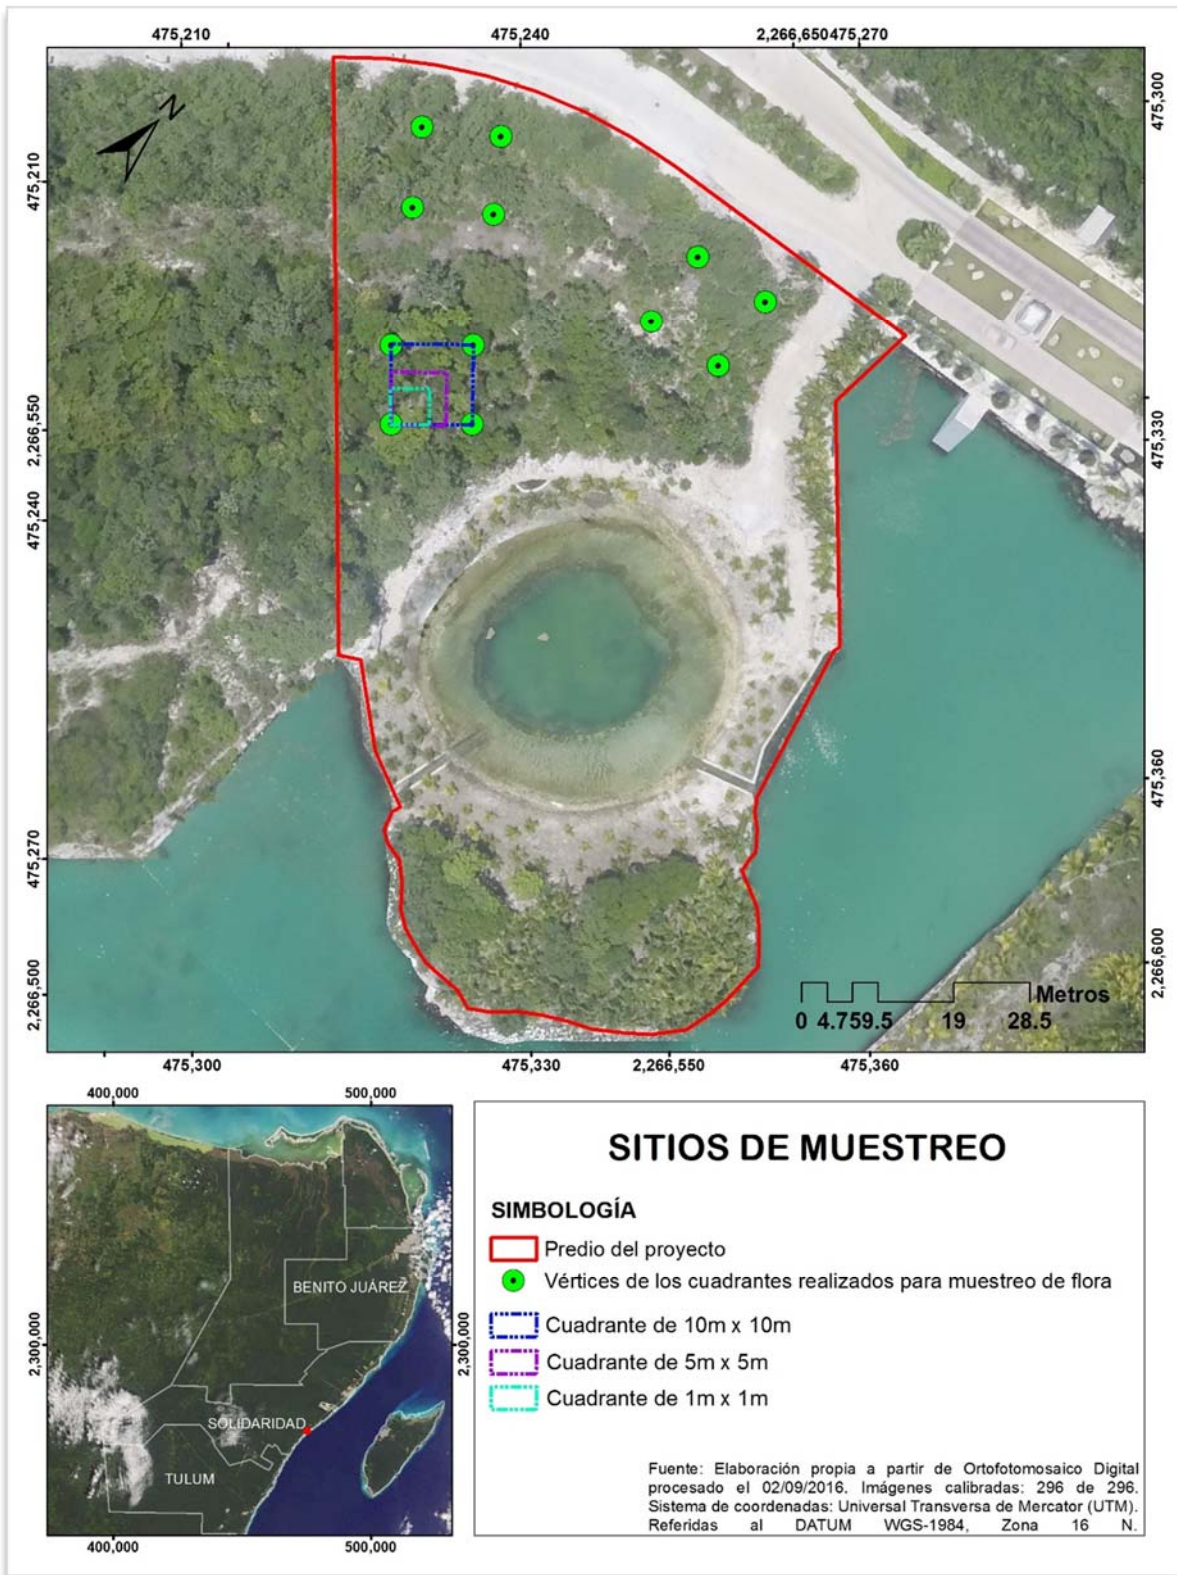 475,210
475,240
2,266,650
475,270
475,300
N
475,210
2,266,550
475,330
475,240
475,360
475,270
2,266,600
2,266,500
Metros
0 4.75 9.5 19 28.5
475,300
475,330
2,266,550
475,360
400,000
500,000
SITIOS DE MUESTREO
SIMBOLOGÍA
Predio del proyecto
Vértices de los cuadrantes realizados para muestreo de flora
Cuadrante de 10m x 10m
Cuadrante de 5m x 5m
Cuadrante de 1m x 1m
BENITO JUÁREZ
2,300,000
2,300,000
SOLIDARIDAD
TULUM
400,000
500,000
Fuente: Elaboración propia a partir de Ortofotomosaico Digital
procesado el 02/09/2016. Imágenes calibradas: 296 de 296.
Sistema de coordenadas: Universal Transversa de Mercator (UTM).
Referidas al DATUM WGS-1984, Zona 16 N.